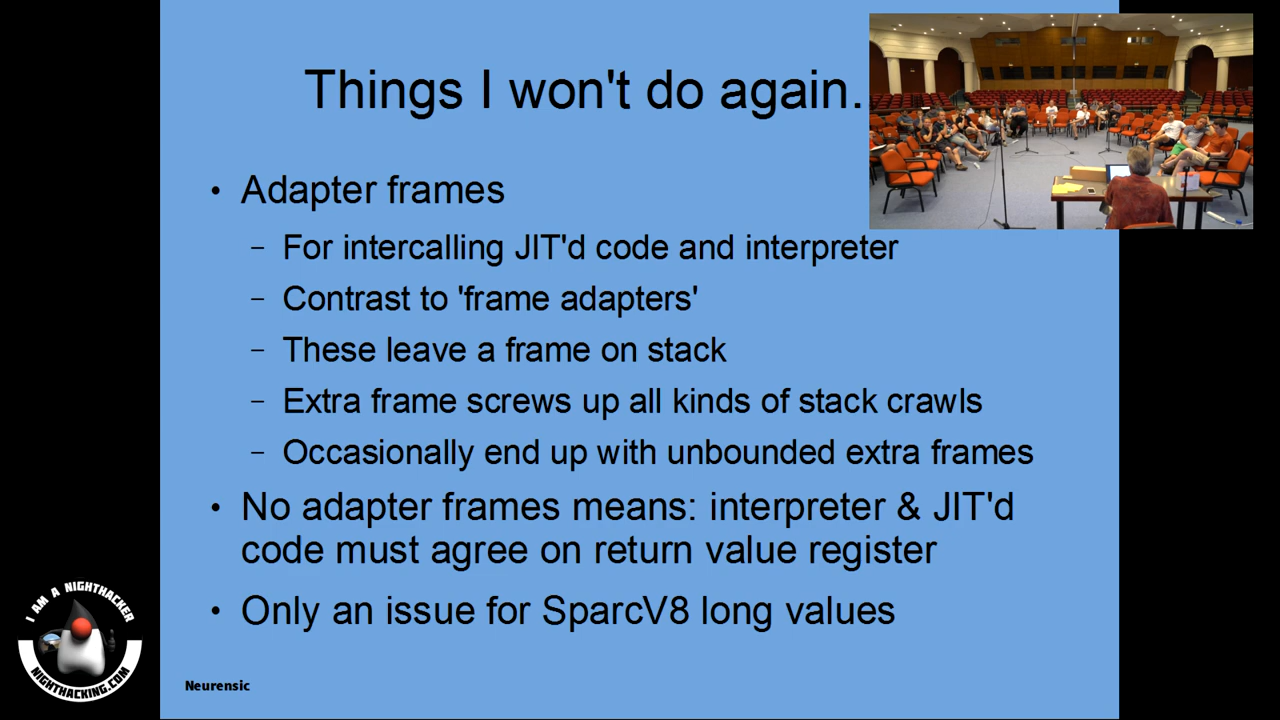 Things I won't do again.
• Adapter frames
– For intercalling JIT'd code and interpreter
– Contrast to 'frame adapters'
– These leave a frame on stack
– Extra frame screws up all kinds of stack crawls
– Occasionally end up with unbounded extra frames
• No adapter frames means: interpreter & JIT'd
code must agree on return value register
• Only an issue for SparcV8 long values
Neurensic
I AM A NIGHTHACKER
NIGHTHACKING.COM